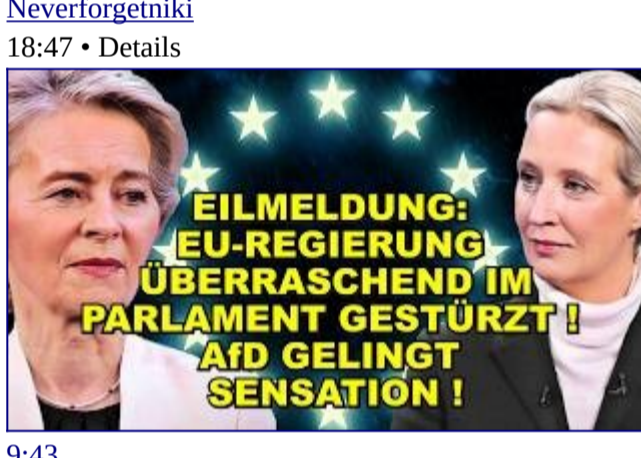 Neverforgetniki
18:47 • Details
EILMELDUNG:
EU-REGIERUNG
ÜBERRASCHEND IM
PARLAMENT GESTÜRZT !
AfD GELINGT
SENSATION !
9:43